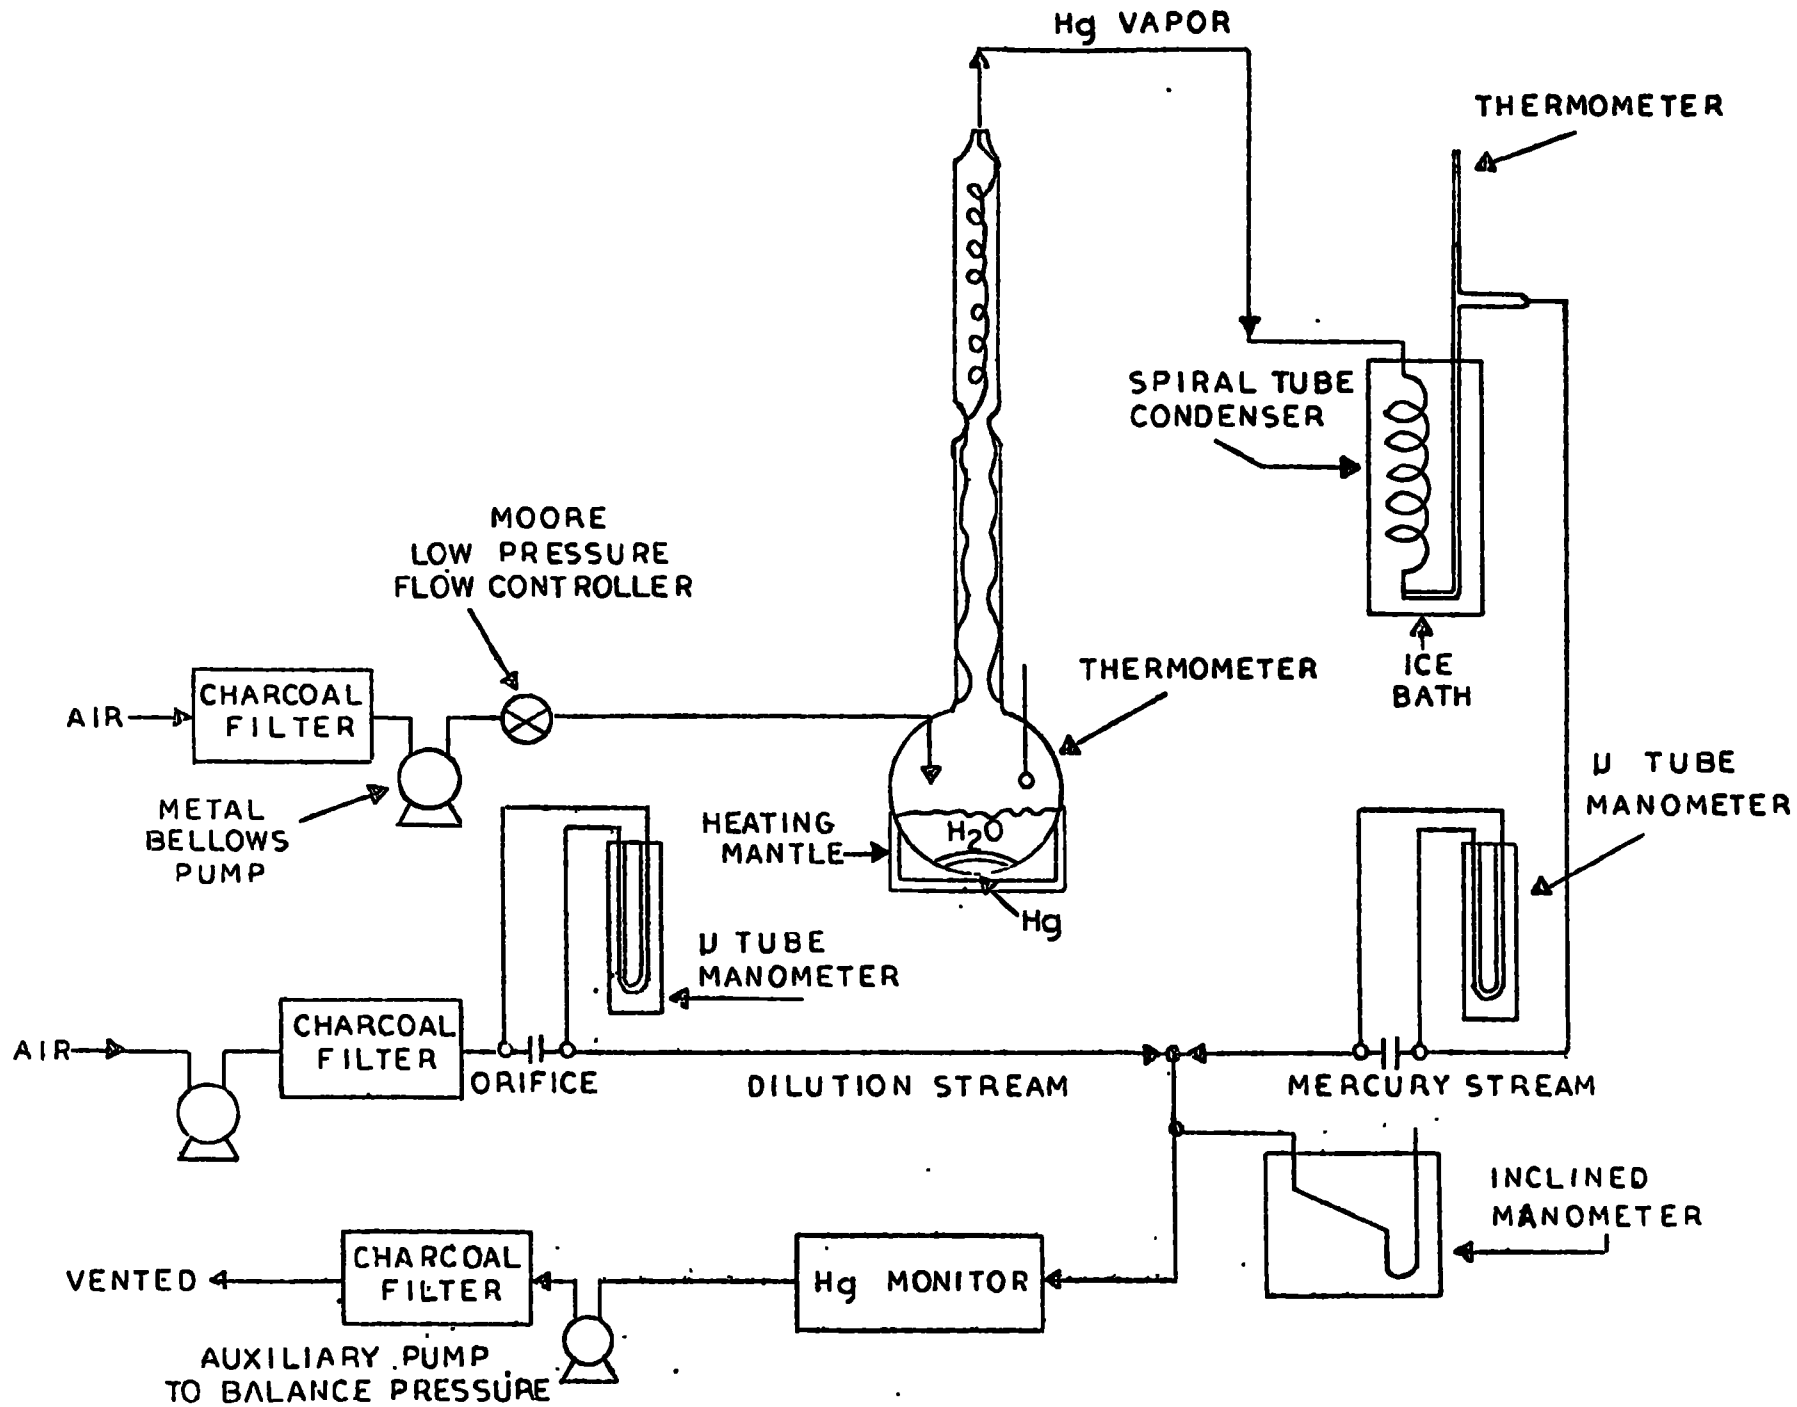 Hg VAPOR
THERMOMETER
SPIRAL TUBE
CONDENSER
MOORE
LOW PRESSURE
FLOW CONTROLLER
ICE
BATH
THERMOMETER
AIR
CHARCOAL
FILTER
METAL
BELLOWS
PUMP
HEATING
MANTLE
H2O
Hg
μ TUBE
MANOMETER
μ TUBE
MANOMETER
AIR
CHARCOAL
FILTER
ORIFICE
DILUTION STREAM
MERCURY STREAM
INCLINED
MANOMETER
VENTED
CHARCOAL
FILTER
Hg MONITOR
AUXILIARY PUMP
TO BALANCE PRESSURE